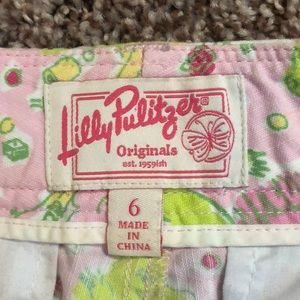 Lilly Pulitzer®
Originals
est. 1959ish
6
MADE
IN
CHINA